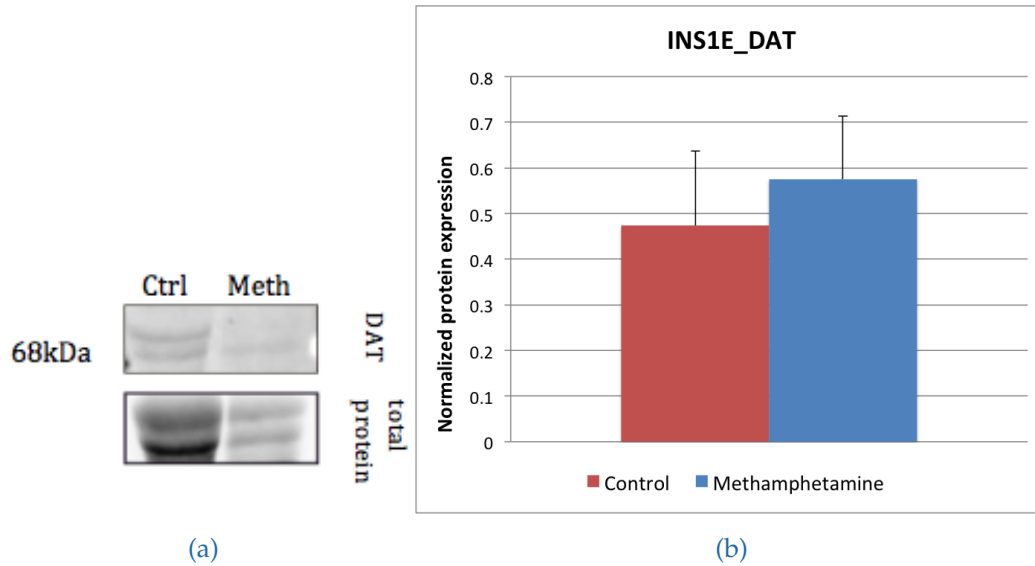 Ctrl Meth
68kDa
DAT
total
protein
(a)
INS1E_DAT
Normalized protein expression
0.8
0.7
0.6
0.5
0.4
0.3
0.2
0.1
0
Control Methamphetamine
(b)